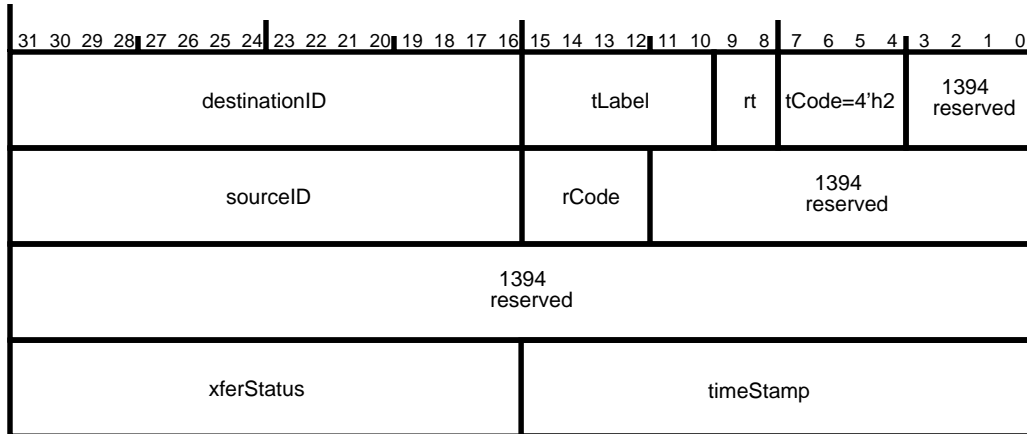 31 30 29 28 27 26 25 24 23 22 21 20 19 18 17 16 15 14 13 12 11 10 9 8 7 6 5 4 3 2 1 0
destinationID tLabel rt tCode=4'h2 1394
reserved
sourceID rCode 1394
reserved
1394
reserved
xferStatus timeStamp